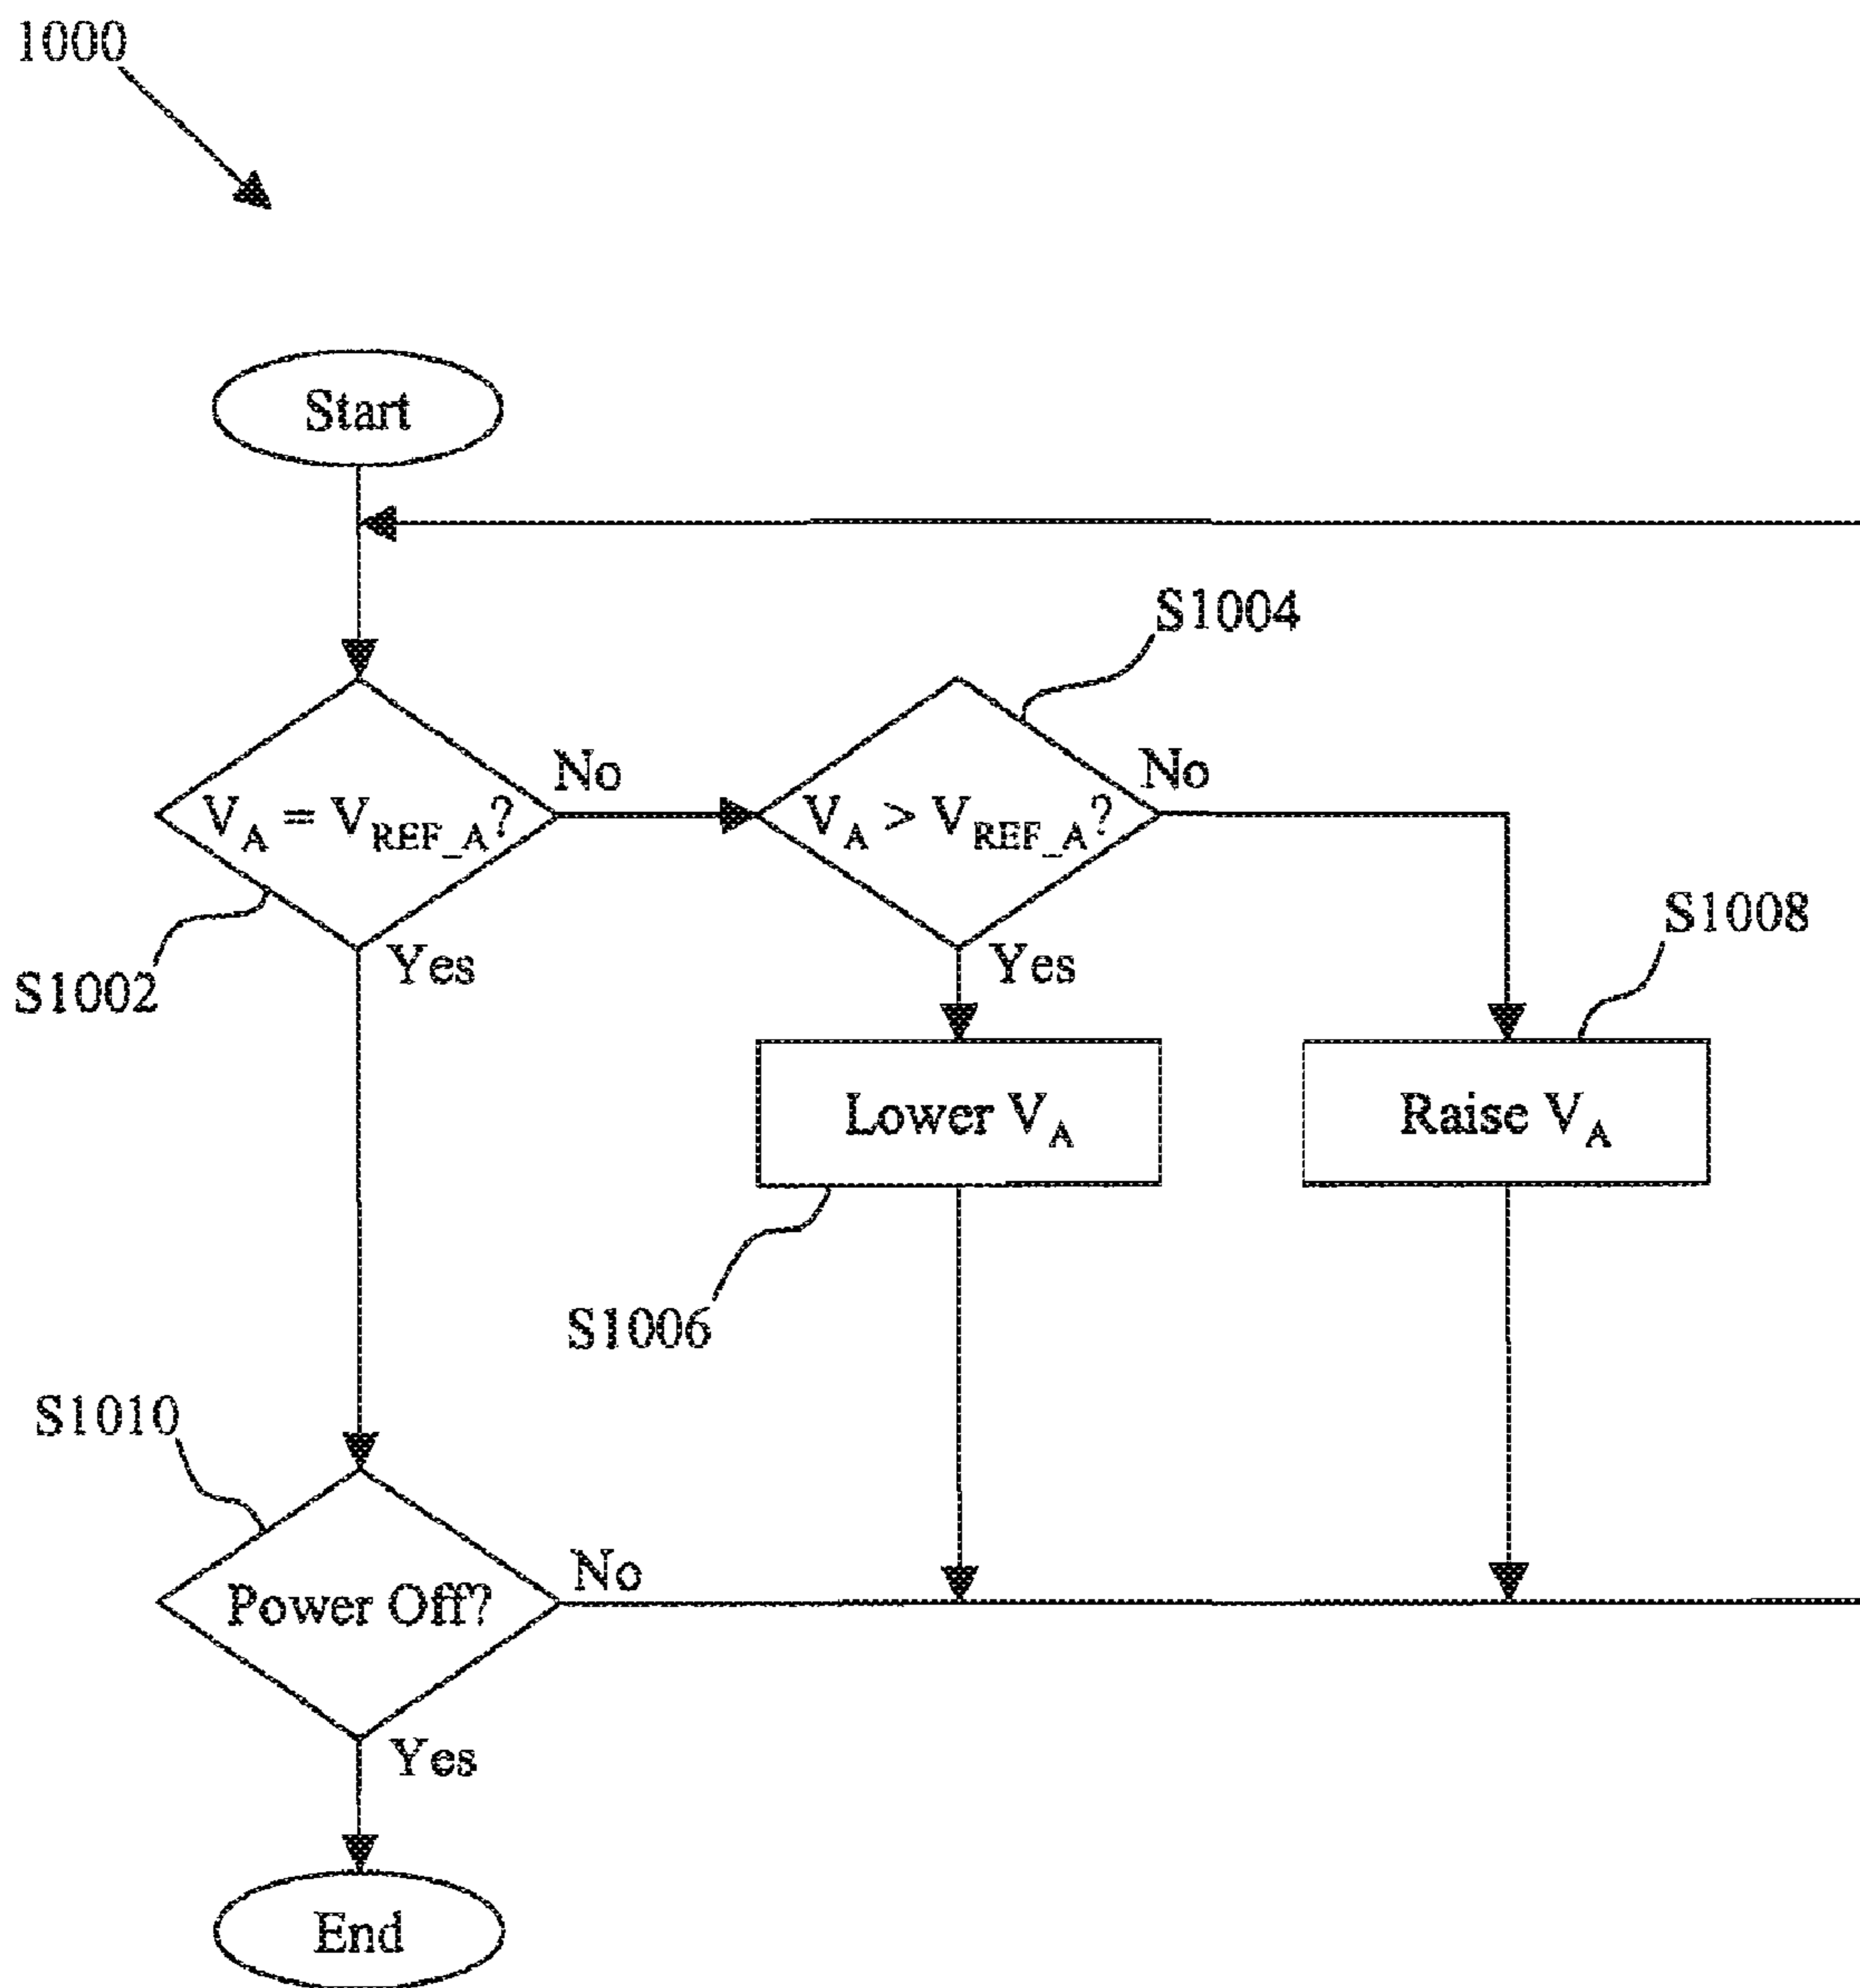 1000
Start
S1004
No
No
V_A = V_REF_A?
V_A > V_REF_A?
S1008
S1002
Yes
Yes
Lower V_A
Raise V_A
S1006
S1010
No
Power Off?
Yes
End